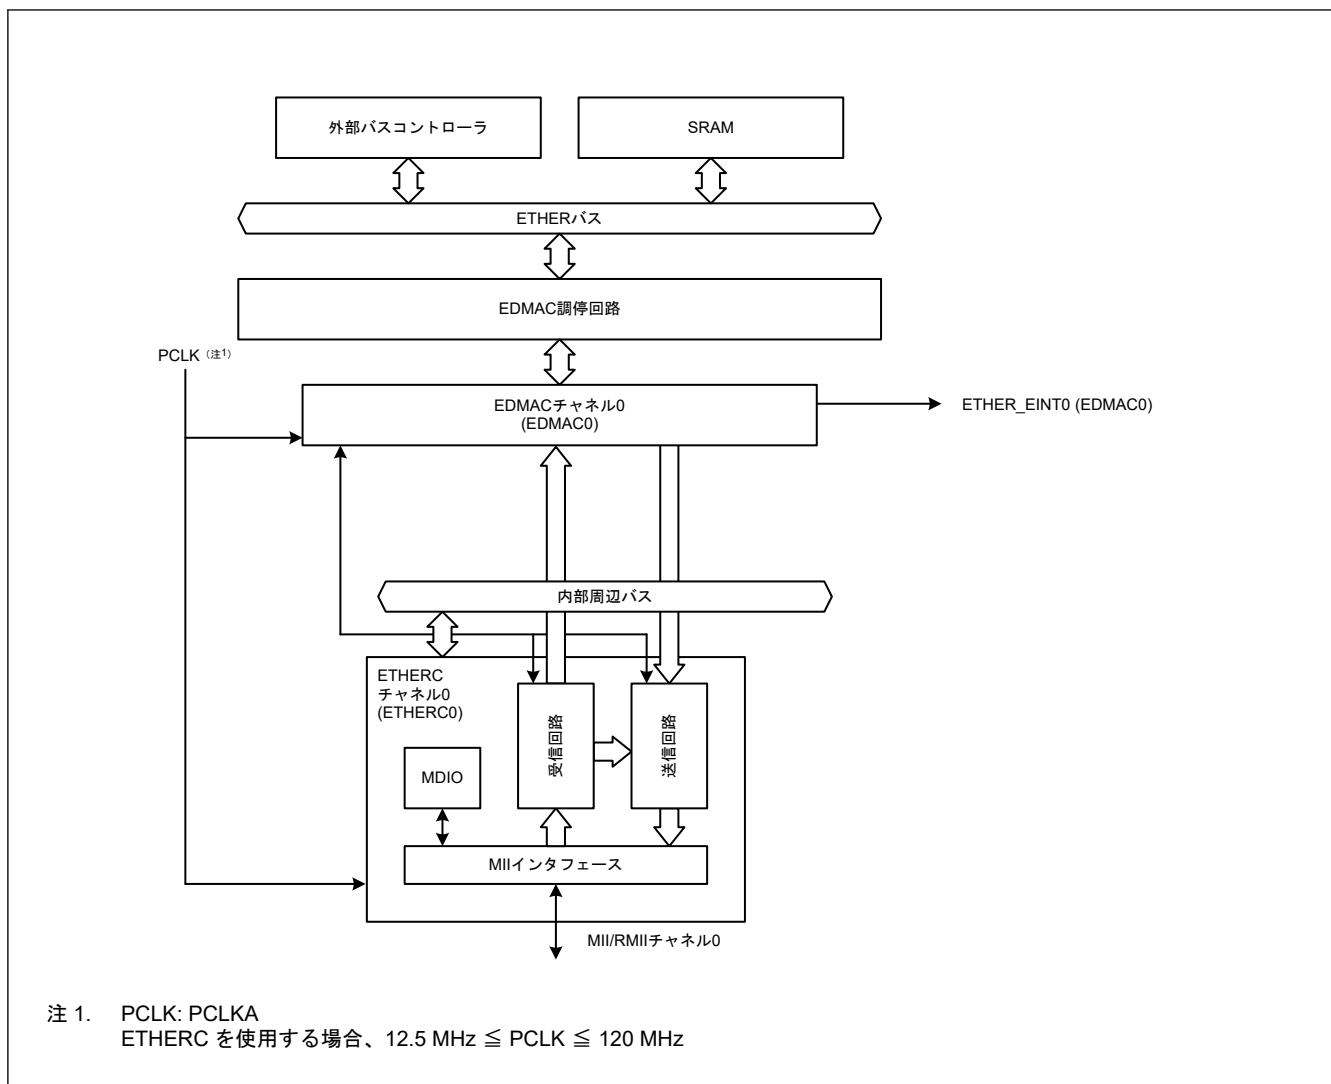 外部バスコントローラ
SRAM
ETHERバス
EDMAC調停回路
PCLK（注1）
EDMACチャネル0
(EDMAC0)
ETHER_EINT0 (EDMAC0)
内部周辺バス
ETHERC
チャネル0
(ETHERC0)
受信回路
送信回路
MDIO
MIIインタフェース
MII/RMIIチャネル0
注 1. PCLK: PCLKA
ETHERC を使用する場合、12.5 MHz ≦ PCLK ≦ 120 MHz